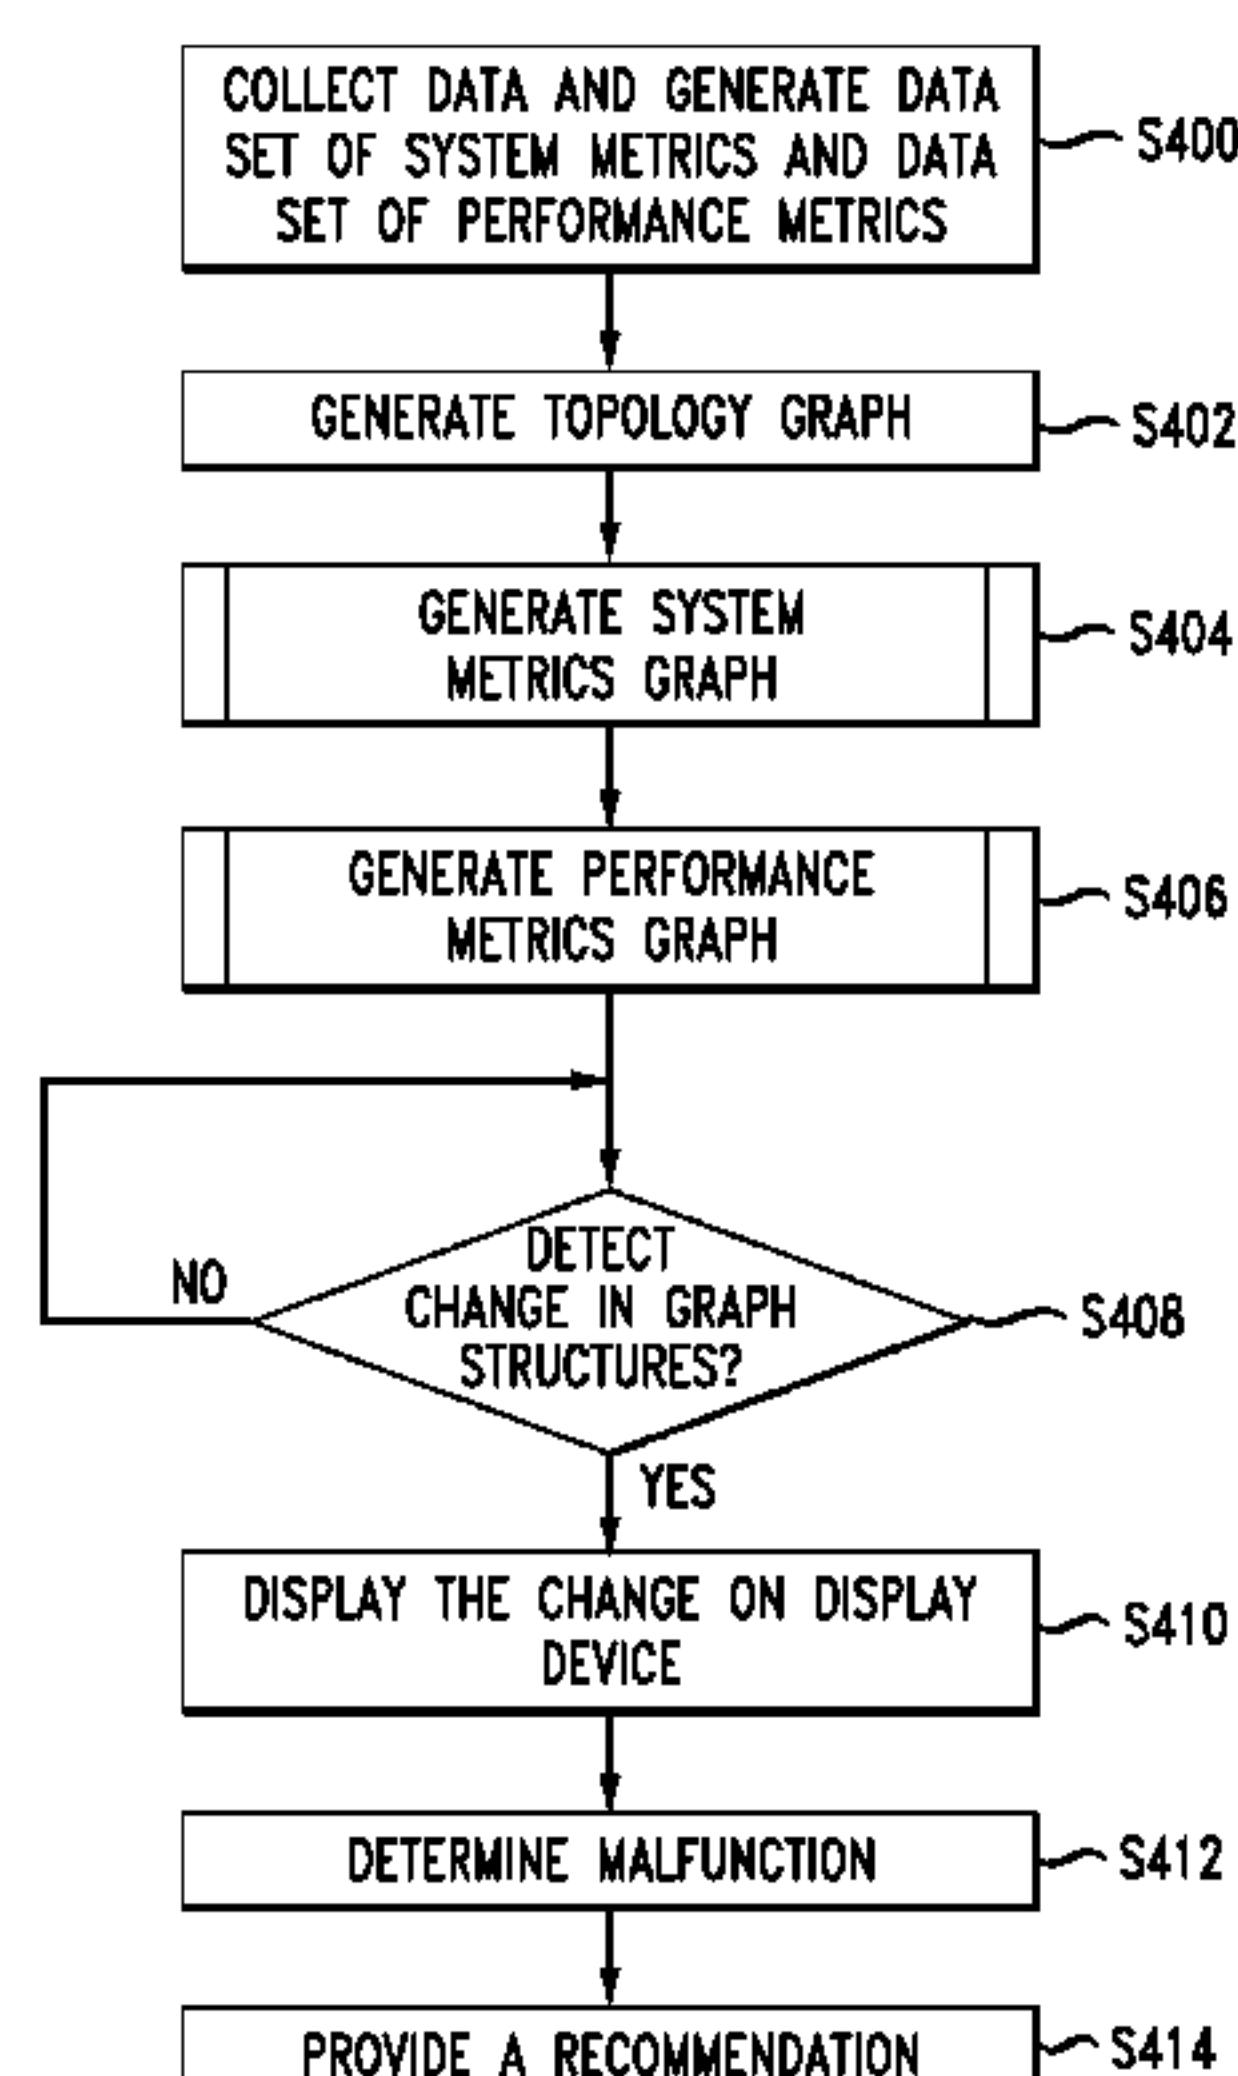 COLLECT DATA AND GENERATE DATA
SET OF SYSTEM METRICS AND DATA
SET OF PERFORMANCE METRICS
S400
GENERATE TOPOLOGY GRAPH
S402
GENERATE SYSTEM
METRICS GRAPH
S404
GENERATE PERFORMANCE
METRICS GRAPH
S406
DETECT
CHANGE IN GRAPH
STRUCTURES?
NO
S408
YES
DISPLAY THE CHANGE ON DISPLAY
DEVICE
S410
DETERMINE MALFUNCTION
S412
PROVIDE A RECOMMENDATION
S414